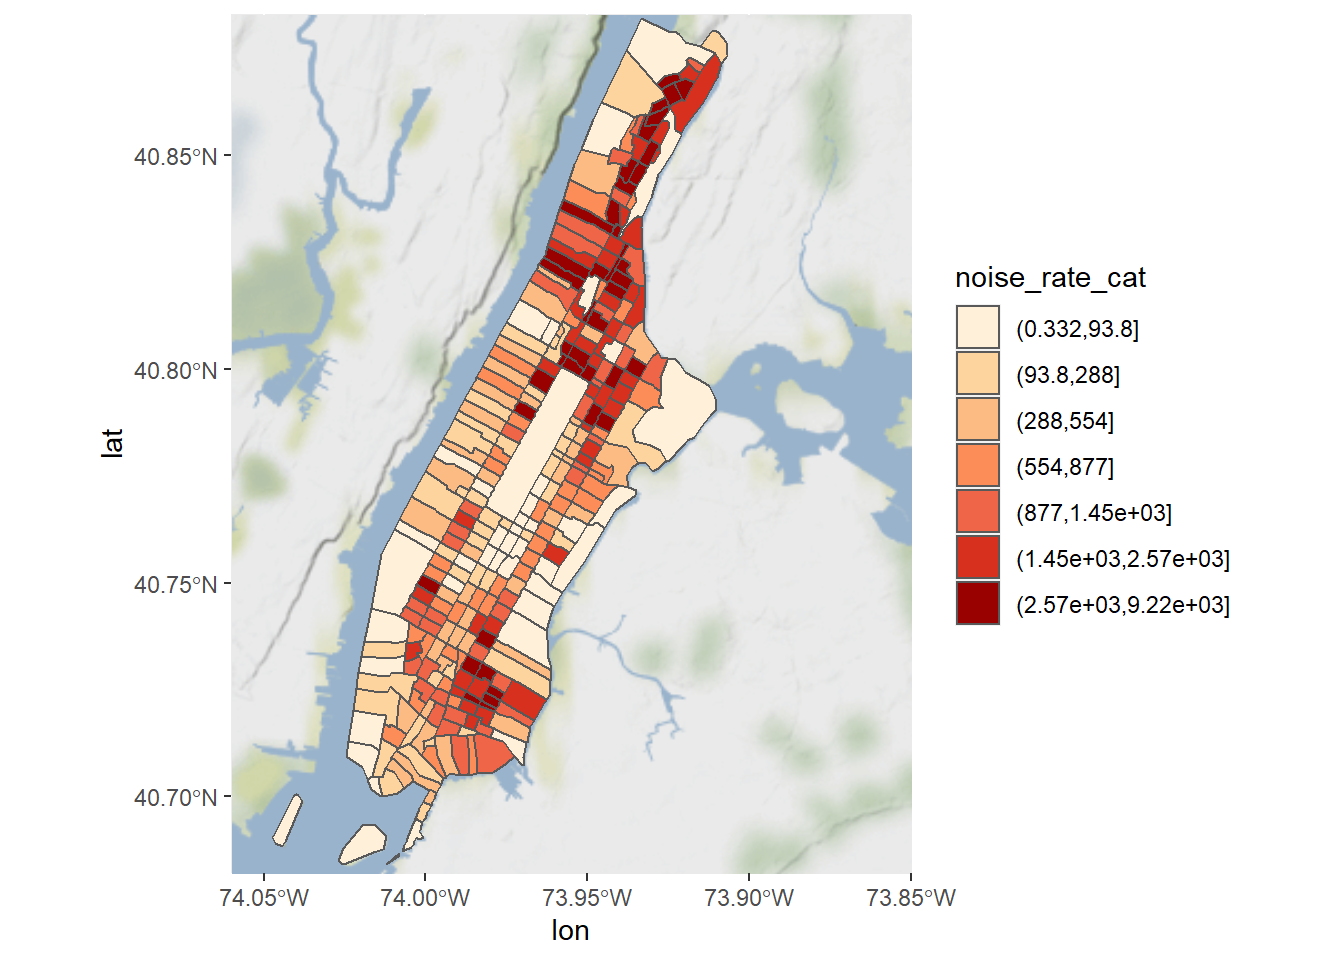 40.85°N
40.80°N
40.75°N
40.70°N
lat
74.05°W
74.00°W
73.95°W
73.90°W
73.85°W
lon
noise_rate_cat
(0.332,93.8]
(93.8,288]
(288,554]
(554,877]
(877,1.45e+03]
(1.45e+03,2.57e+03]
(2.57e+03,9.22e+03]